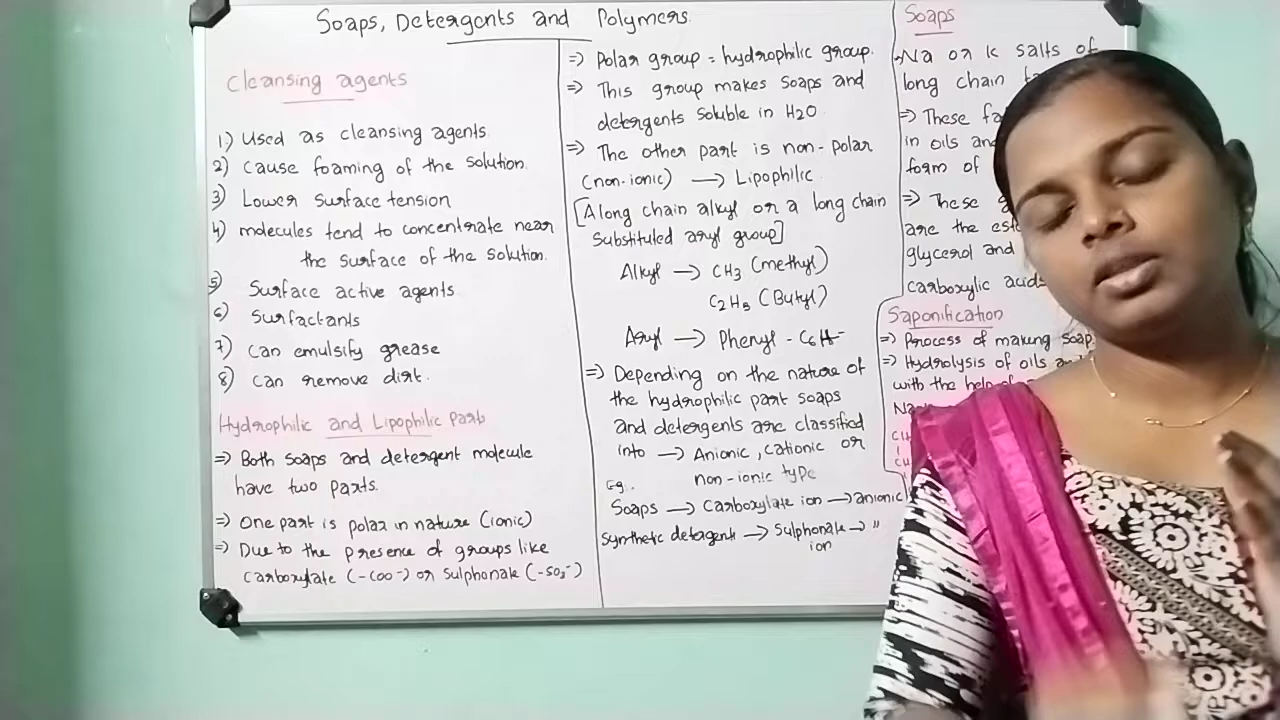 Soaps, Detergents and Polymers.
Cleansing agents
1) Used as cleansing agents
2) Cause foaming of the solution.
3) Lower surface tension
4) molecules tend to concentrate near
the surface of the solution.
5) Surface active agents
6) Surfactants
7) Can emulsify grease
8) Can remove dirt.
Hydrophilic and Lipophilic Part
=> Both soaps and detergent molecule
have two parts.
=> One part is polar in nature (ionic)
=> Due to the presence of groups like
Carboxylate (-COO-) or Sulphonate (-SO3-)
=> Polar group = hydrophilic group.
=> This group makes Soaps and
detergents Soluble in H2O
=> The other part is non-polar
(non-ionic) → Lipophilic
[A long chain alkyl or a long chain
Substituted aryl group]
Alkyl → CH3 (methyl)
C2H5 (Butyl)
Aryl → Phenyl - C6H-
=> Depending on the nature of
the hydrophilic part soaps
and detergents are classified
into → Anionic, cationic or
non-ionic type
Eg.
Soaps → Carboxylate ion → anionic
Synthetic detergent → Sulphonate → "
ion
Soaps
Na or K salts of
long chain
=> These
in oils
form of
=> These
are the
glycerol and
carboxylic acids
Saponification
=> Process of making soap
=> Hydrolysis of oils
with the help